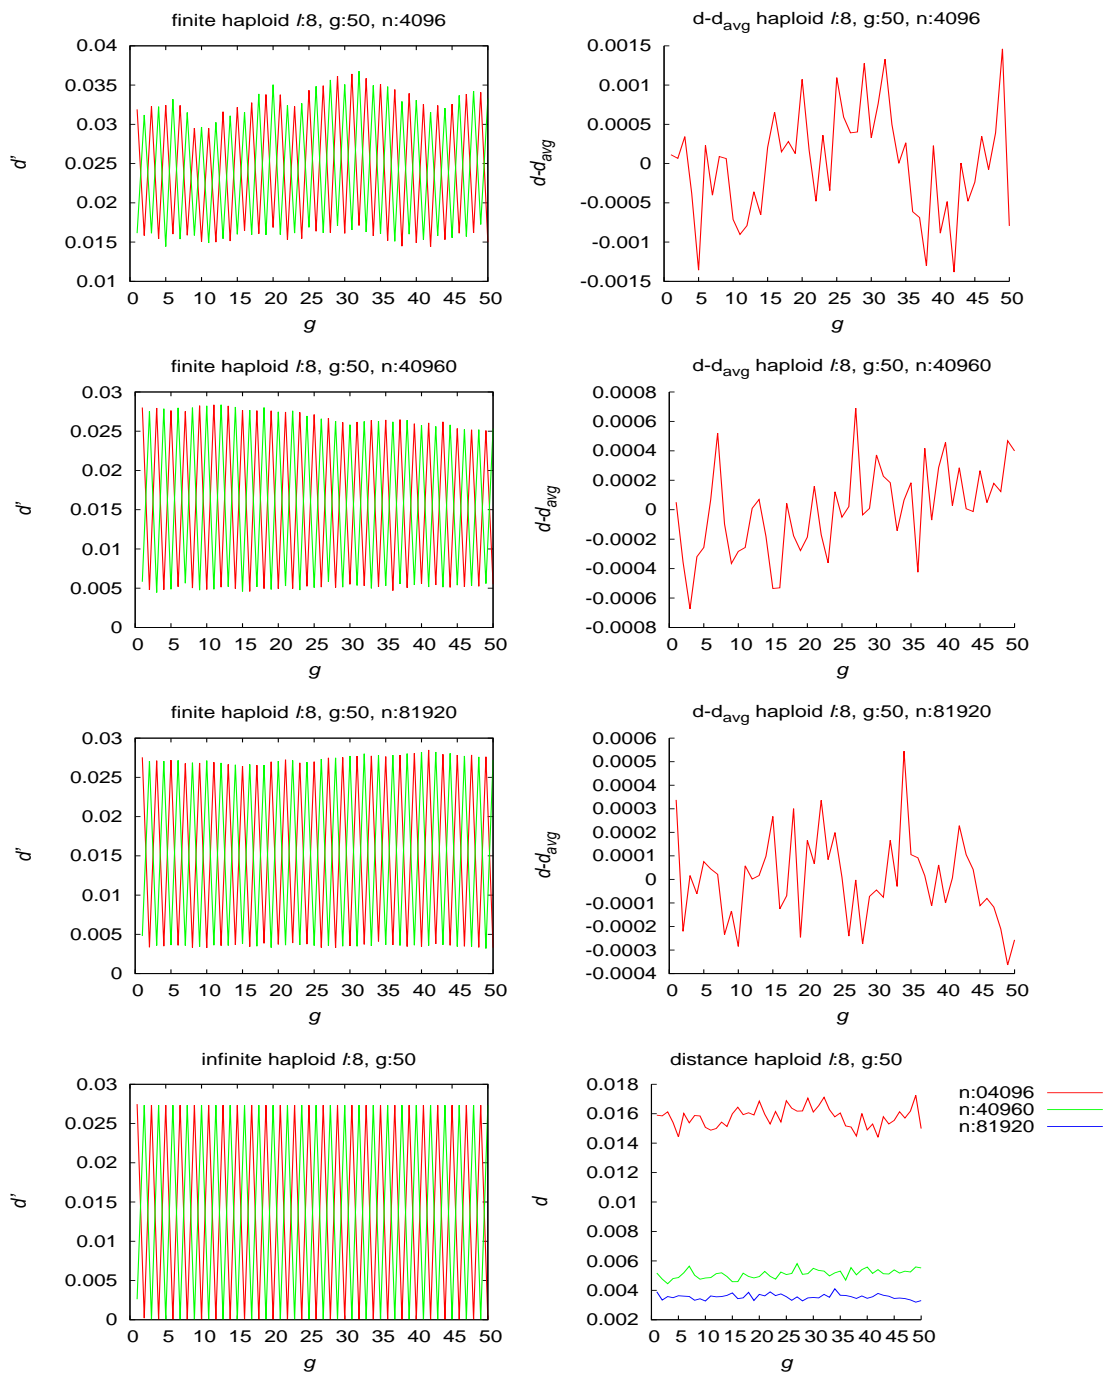 finite haploid l:8, g:50, n:4096
d'
0.04
0.035
0.03
0.025
0.02
0.015
0.01
0 5 10 15 20 25 30 35 40 45 50
g
d-davg haploid l:8, g:50, n:4096
d-davg
0.0015
0.001
0.0005
0
-0.0005
-0.001
-0.0015
0 5 10 15 20 25 30 35 40 45 50
g
finite haploid l:8, g:50, n:40960
d'
0.03
0.025
0.02
0.015
0.01
0.005
0
0 5 10 15 20 25 30 35 40 45 50
g
d-davg haploid l:8, g:50, n:40960
d-davg
0.0008
0.0006
0.0004
0.0002
0
-0.0002
-0.0004
-0.0006
-0.0008
0 5 10 15 20 25 30 35 40 45 50
g
finite haploid l:8, g:50, n:81920
d'
0.03
0.025
0.02
0.015
0.01
0.005
0
0 5 10 15 20 25 30 35 40 45 50
g
d-davg haploid l:8, g:50, n:81920
d-davg
0.0006
0.0005
0.0004
0.0003
0.0002
0.0001
0
-0.0001
-0.0002
-0.0003
-0.0004
0 5 10 15 20 25 30 35 40 45 50
g
infinite haploid l:8, g:50
d'
0.03
0.025
0.02
0.015
0.01
0.005
0
0 5 10 15 20 25 30 35 40 45 50
g
distance haploid l:8, g:50
d
0.018
0.016
0.014
0.012
0.01
0.008
0.006
0.004
0.002
0 5 10 15 20 25 30 35 40 45 50
g
n:04096
n:40960
n:81920